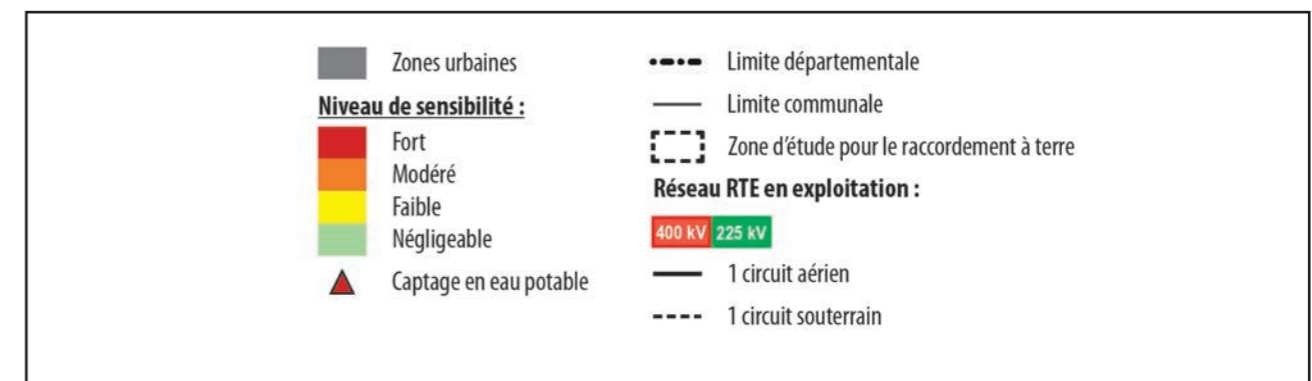 Zones urbaines
Niveau de sensibilité :
Fort
Modéré
Faible
Négligeable
Captage en eau potable
Limite départementale
Limite communale
Zone d'étude pour le raccordement à terre
Réseau RTE en exploitation :
400 kV 225 kV
1 circuit aérien
1 circuit souterrain